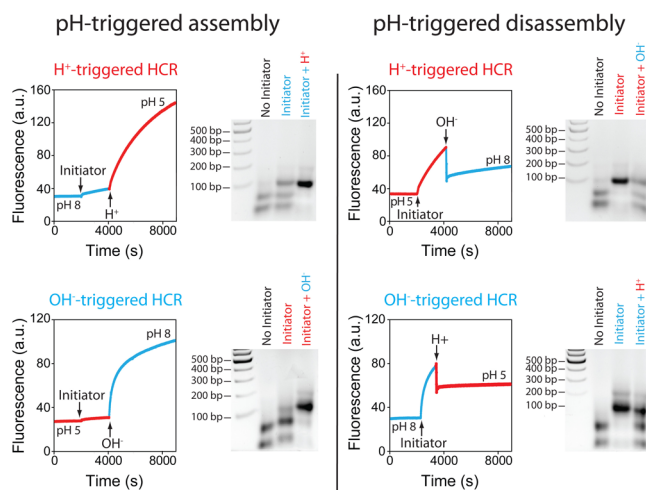 pH-triggered assembly
pH-triggered disassembly
H⁺-triggered HCR
Fluorescence (a.u.)
160
120
80
40
0
0
4000
8000
Time (s)
pH 8
Initiator
H⁺
pH 5
No Initiator
Initiator
Initiator + H⁺
500 bp
400 bp
300 bp
200 bp
100 bp
H⁺-triggered HCR
Fluorescence (a.u.)
160
120
80
40
0
0
4000
8000
Time (s)
pH 5
Initiator
OH⁻
pH 8
No Initiator
Initiator
Initiator + OH⁻
500 bp
400 bp
300 bp
200 bp
100 bp
OH⁻-triggered HCR
Fluorescence (a.u.)
120
80
40
0
0
4000
8000
Time (s)
pH 5
Initiator
OH⁻
pH 8
No Initiator
Initiator
Initiator + OH⁻
500 bp
400 bp
300 bp
200 bp
100 bp
OH⁻-triggered HCR
Fluorescence (a.u.)
120
80
40
0
0
4000
8000
Time (s)
pH 8
Initiator
H+
pH 5
No Initiator
Initiator
Initiator + H⁺
500 bp
400 bp
300 bp
200 bp
100 bp